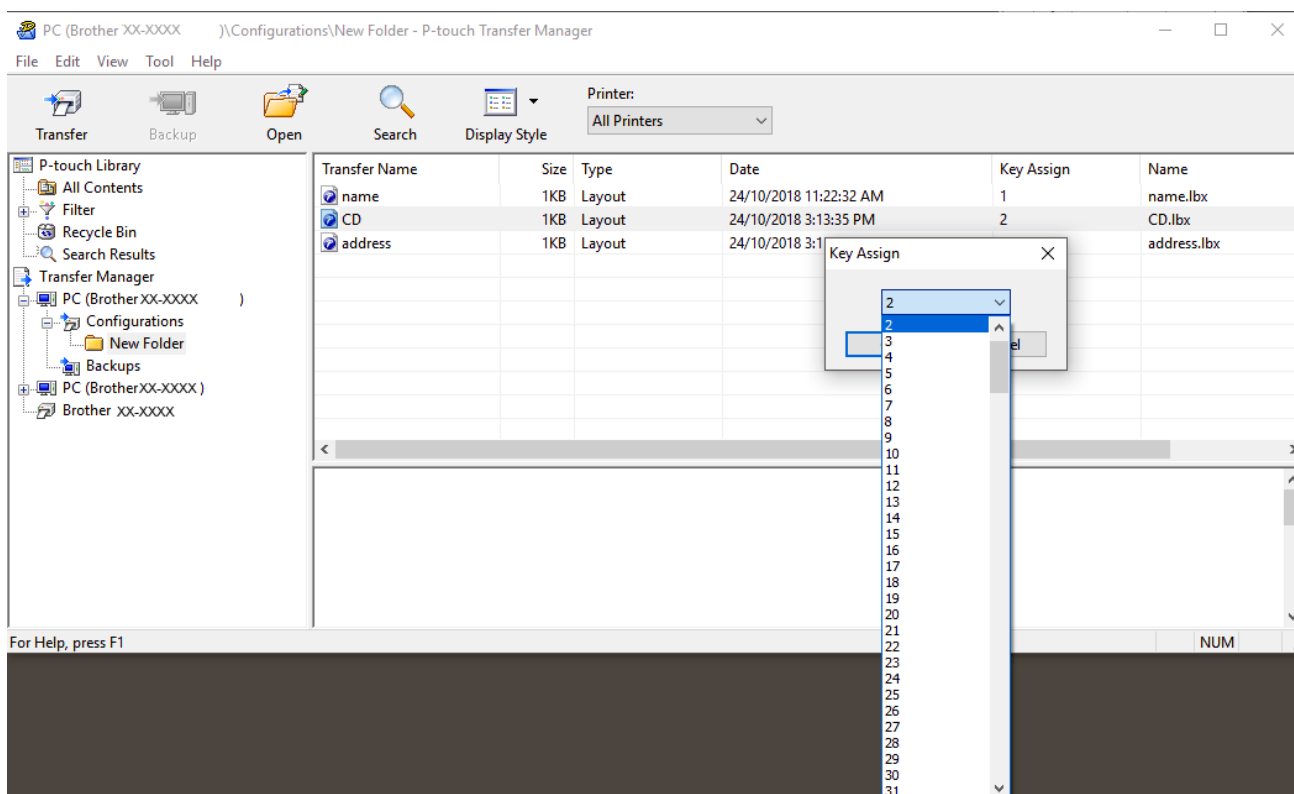 PC (Brother XX-XXXX )\Configurations\New Folder - P-touch Transfer Manager
File Edit View Tool Help
Transfer
Backup
Open
Search
Display Style
Printer:
All Printers
P-touch Library
All Contents
Filter
Recycle Bin
Search Results
Transfer Manager
PC (Brother XX-XXXX )
Configurations
New Folder
Backups
PC (Brother XX-XXXX )
Brother XX-XXXX
Transfer Name Size Type Date Key Assign Name
name 1KB Layout 24/10/2018 11:22:32 AM 1 name.lbx
CD 1KB Layout 24/10/2018 3:13:35 PM 2 CD.lbx
address 1KB Layout 24/10/2018 3:1 address.lbx
Key Assign
2
2
3
4
5
6
7
8
9
10
11
12
13
14
15
16
17
18
19
20
21
22
23
24
25
26
27
28
29
30
31
For Help, press F1
NUM